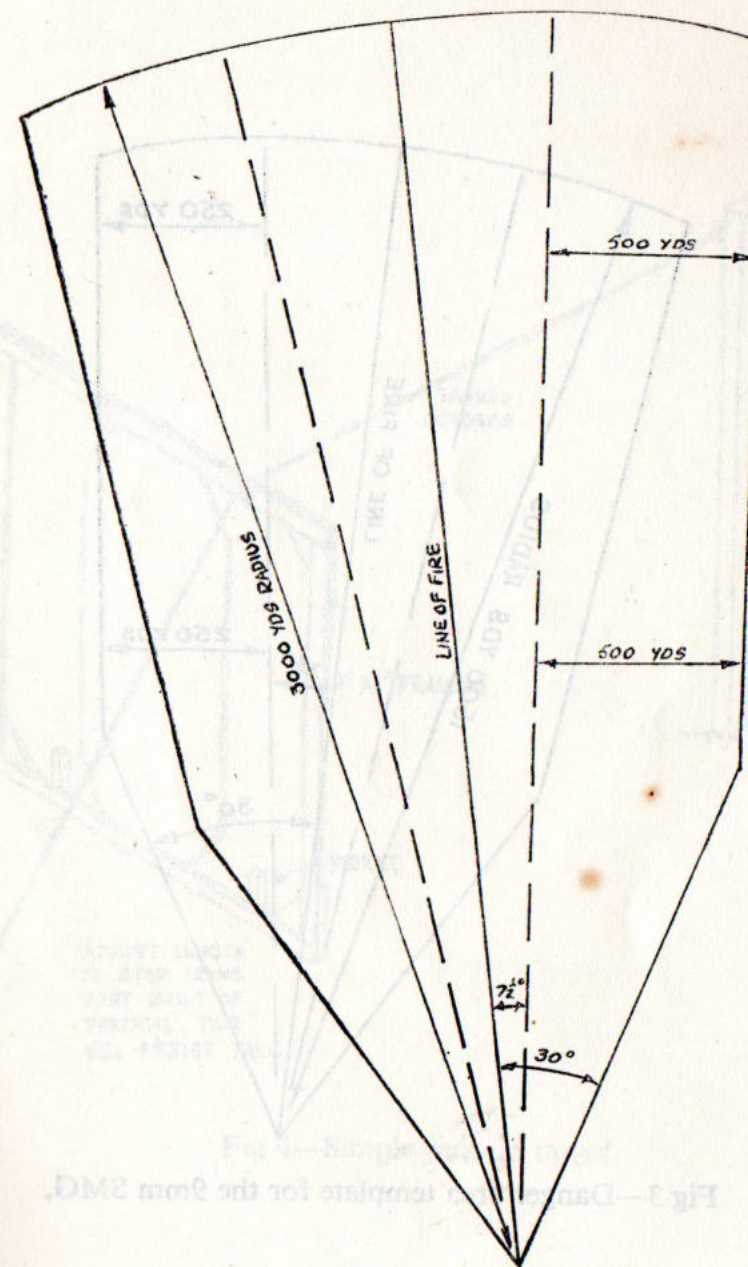 500 YDS
3000 YDS RADIUS
LINE OF FIRE
600 YDS
7½°
30°
Fig 3—Danger area template for the 9mm SMG.